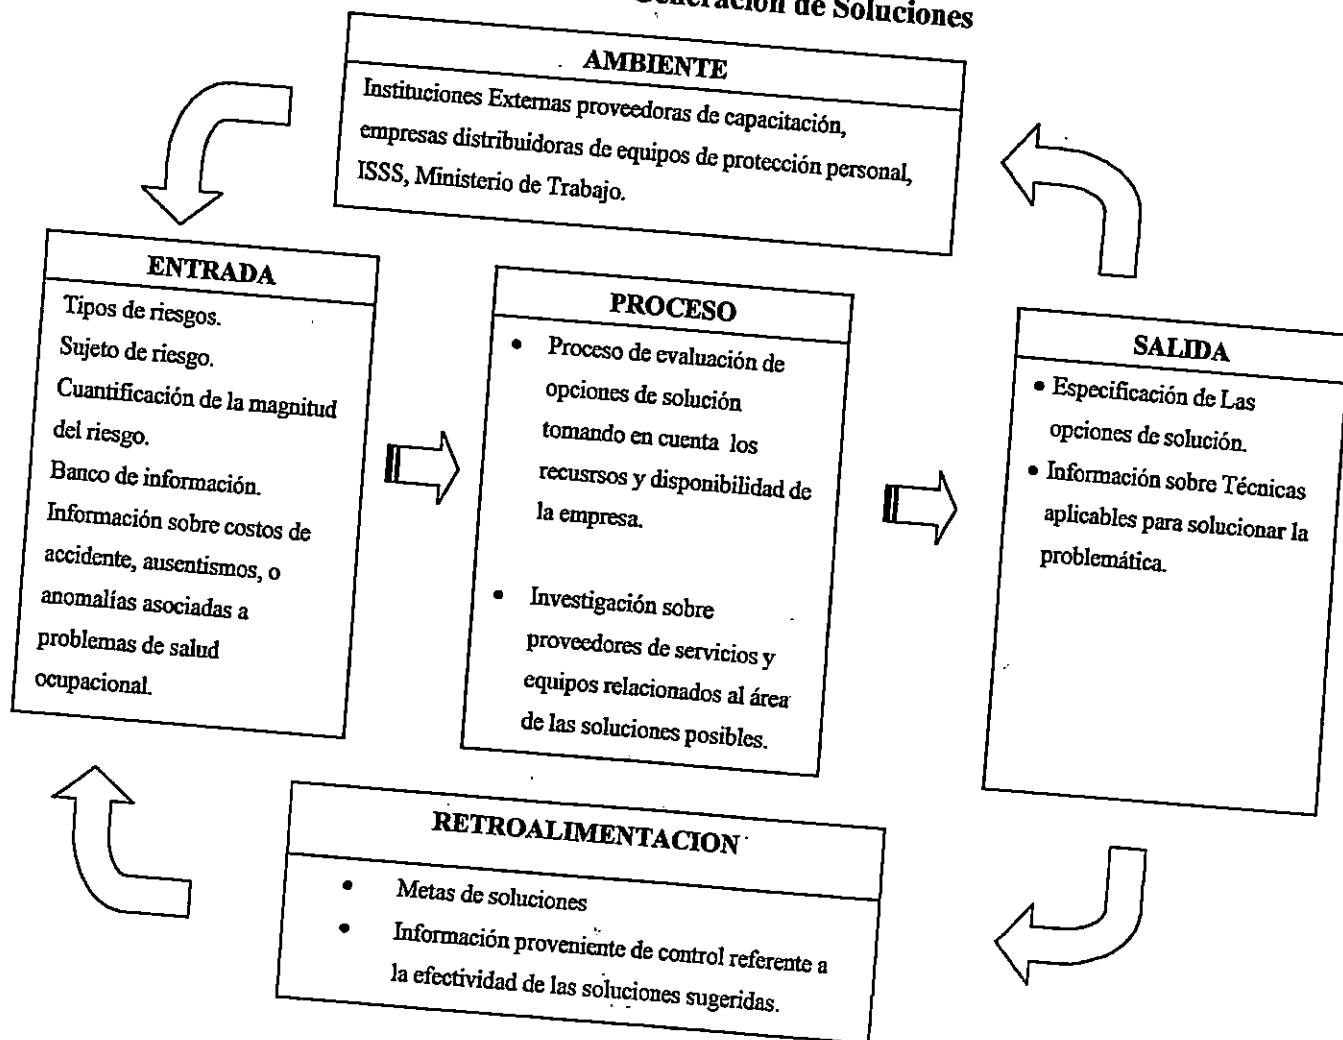 Generación de Soluciones
AMBIENTE
Instituciones Externas proveedoras de capacitación,
empresas distribuidoras de equipos de protección personal,
ISSS, Ministerio de Trabajo.
ENTRADA
Tipos de riesgos.
Sujeto de riesgo.
Cuantificación de la magnitud
del riesgo.
Banco de información.
Información sobre costos de
accidente, ausentismos, o
anomalías asociadas a
problemas de salud
ocupacional.
PROCESO
• Proceso de evaluación de
opciones de solución
tomando en cuenta los
recusrsos y disponibilidad de
la empresa.
• Investigación sobre
proveedores de servicios y
equipos relacionados al área
de las soluciones posibles.
SALIDA
• Especificación de Las
opciones de solución.
• Información sobre Técnicas
aplicables para solucionar la
problemática.
RETROALIMENTACION
• Metas de soluciones
• Información proveniente de control referente a
la efectividad de las soluciones sugeridas.